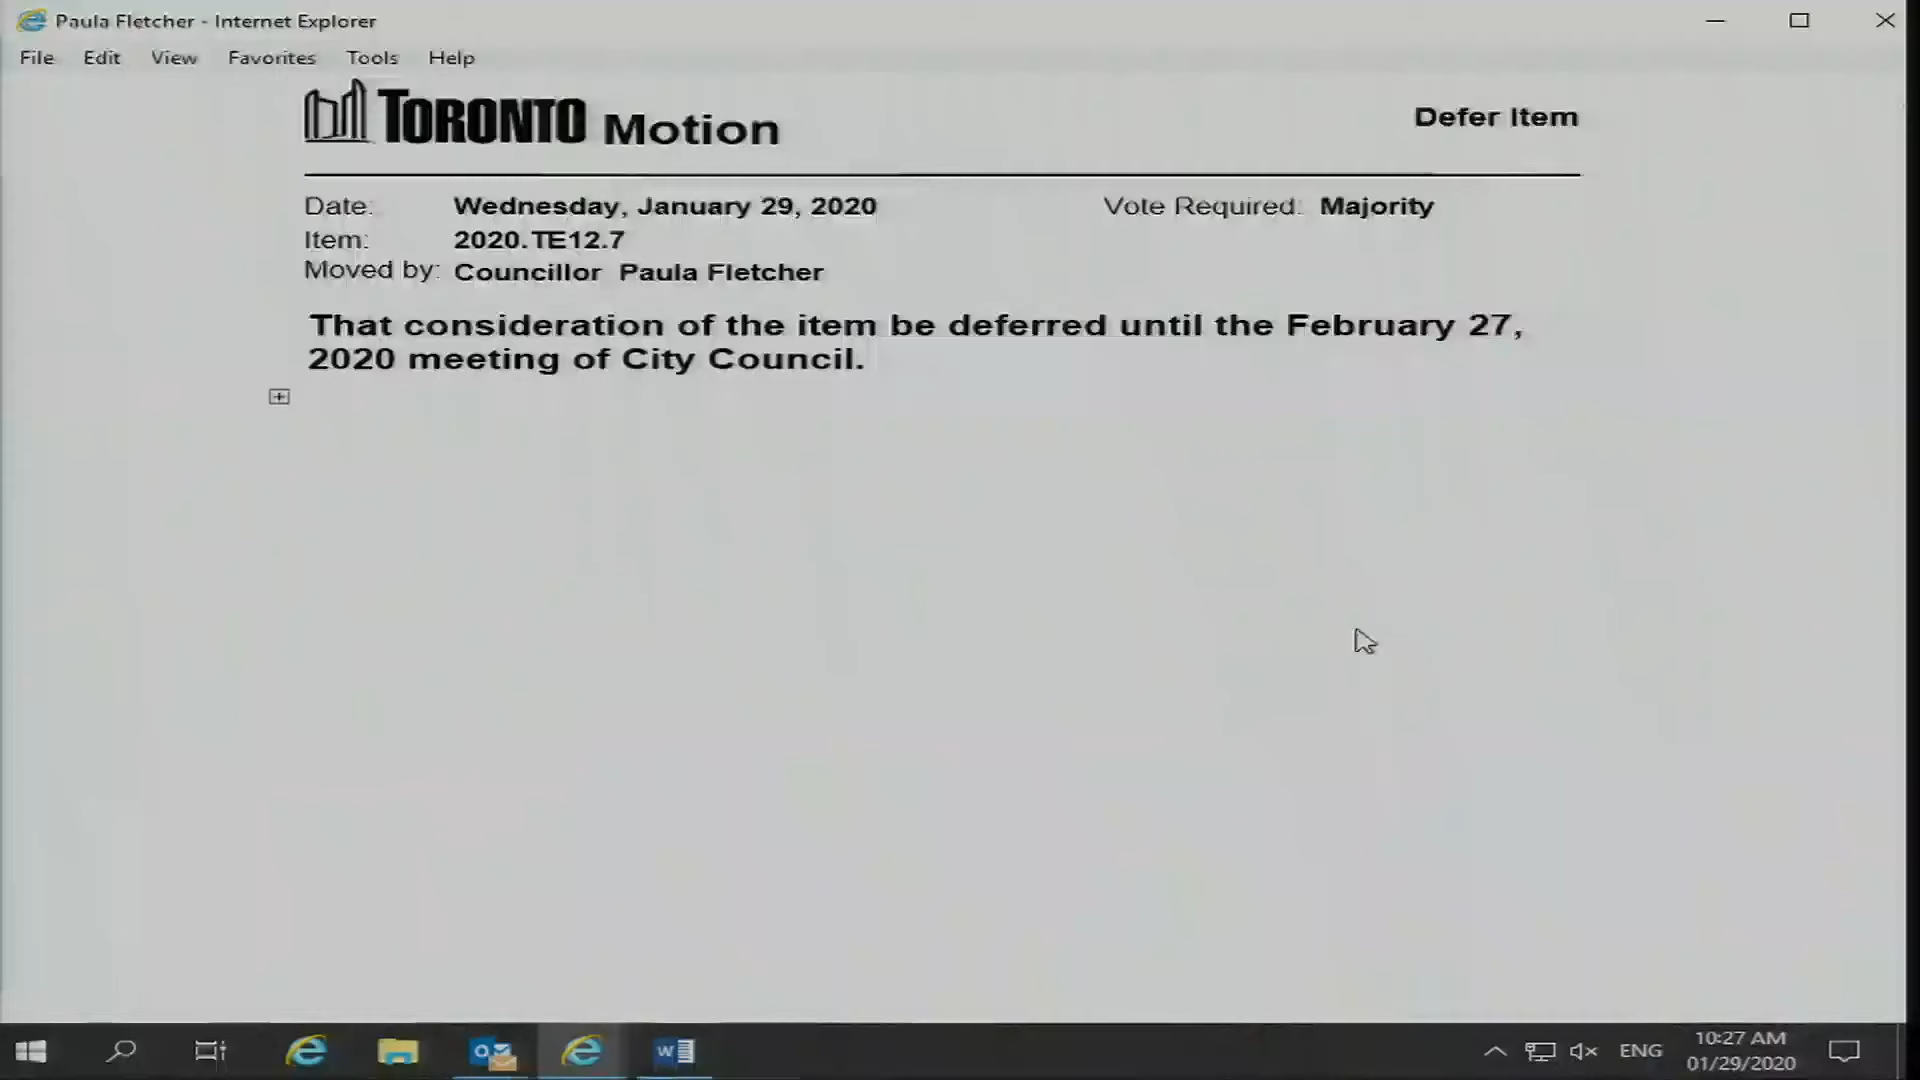 Paula Fletcher - Internet Explorer
File Edit View Favorites Tools Help
TORONTO Motion
Defer Item
Date: Wednesday, January 29, 2020
Vote Required: Majority
Item: 2020.TE12.7
Moved by: Councillor Paula Fletcher
That consideration of the item be deferred until the February 27,
2020 meeting of City Council.
ENG
10:27 AM
01/29/2020